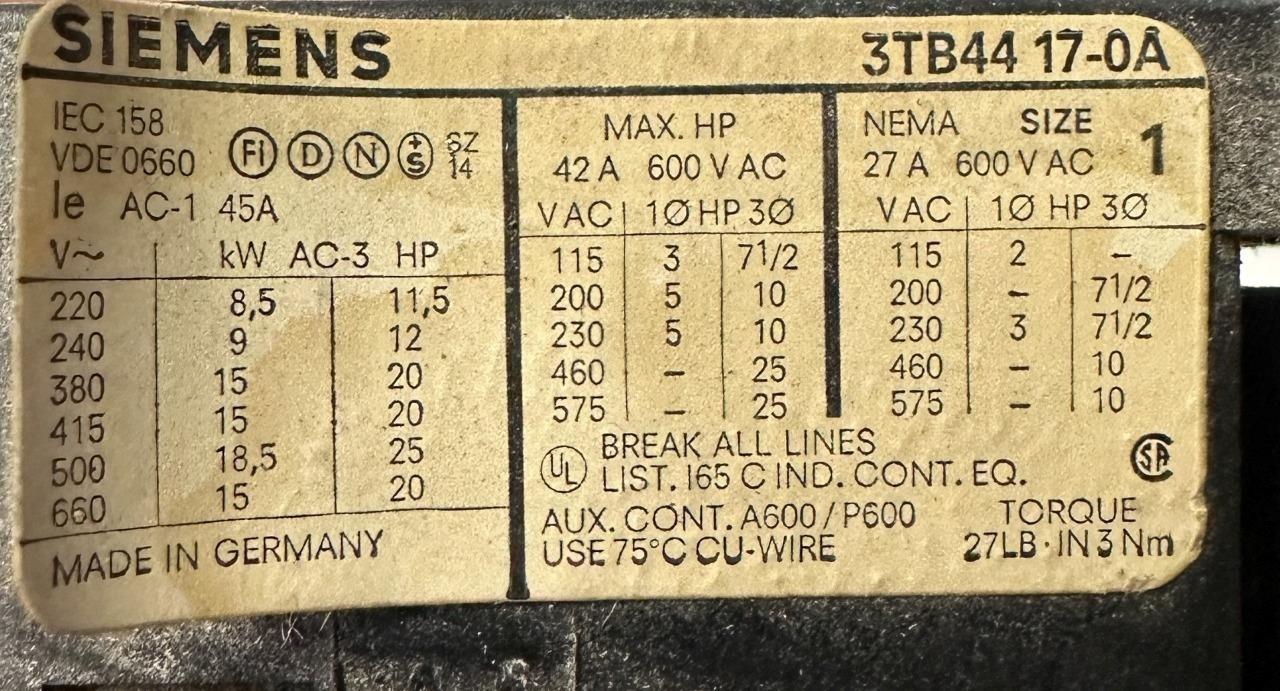 SIEMENS 3TB44 17-0A
IEC 158
VDE 0660 FI D N +S SZ 14
Ie AC-1 45A
V~ kW AC-3 HP
220 8,5 11,5
240 9 12
380 15 20
415 15 20
500 18,5 25
660 15 20
MADE IN GERMANY
MAX. HP
42 A 600 V AC
V AC 1Ø HP 3Ø
115 3 7 1/2
200 5 10
230 5 10
460 - 25
575 - 25
NEMA SIZE 1
27 A 600 V AC
V AC 1Ø HP 3Ø
115 2 -
200 - 7 1/2
230 3 7 1/2
460 - 10
575 - 10
UL BREAK ALL LINES
LIST. 165 C IND. CONT. EQ. SA
AUX. CONT. A600 / P600 TORQUE
USE 75°C CU-WIRE 27LB·IN 3 Nm